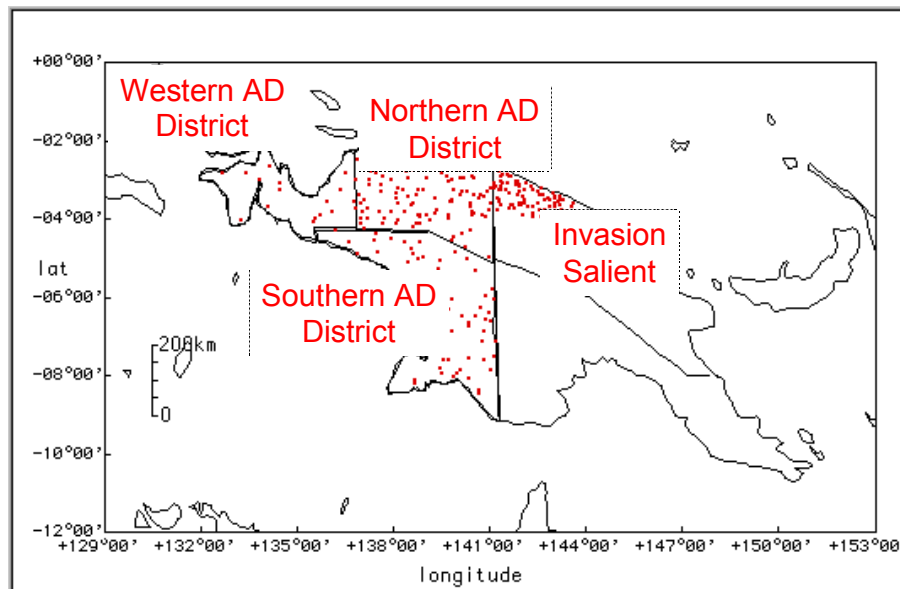 +00°00'
Western AD
District
Northern AD
District
-02°00'
-04°00'
Invasion
Salient
lat
-06°00'
Southern AD
District
200km
-08°00'
0
-10°00'
-12°00'
+129°00' +132°00' +135°00' +138°00' +141°00' +144°00' +147°00' +150°00' +153°00
longitude